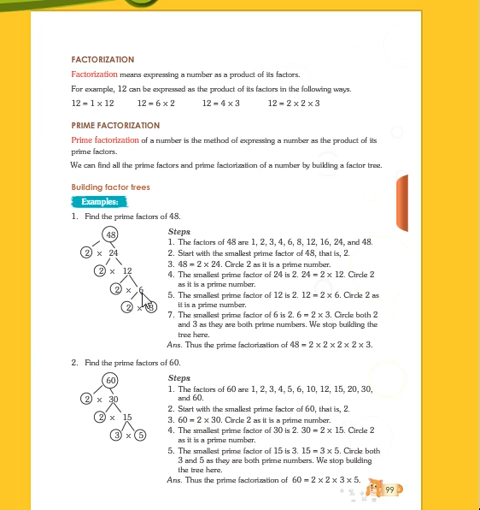 FACTORIZATION
Factorization means expressing a number as a product of its factors.
For example, 12 can be expressed as the product of its factors in the following ways.
12 = 1 × 12 12 = 6 × 2 12 = 4 × 3 12 = 2 × 2 × 3
PRIME FACTORIZATION
Prime factorization of a number is the method of expressing a number as the product of its
prime factors.
We can find all the prime factors and prime factorization of a number by building a factor tree.
Building factor trees
Examples:
1. Find the prime factors of 48.
48
2 × 24
2 × 12
2 × 6
2 × 3
Steps
1. The factors of 48 are 1, 2, 3, 4, 6, 8, 12, 16, 24, and 48.
2. Start with the smallest prime factor of 48, that is, 2.
3. 48 = 2 × 24. Circle 2 as it is a prime number.
4. The smallest prime factor of 24 is 2. 24 = 2 × 12. Circle 2
as it is a prime number.
5. The smallest prime factor of 12 is 2. 12 = 2 × 6. Circle 2 as
it is a prime number.
7. The smallest prime factor of 6 is 2. 6 = 2 × 3. Circle both 2
and 3 as they are both prime numbers. We stop building the
tree here.
Ans. Thus the prime factorization of 48 = 2 × 2 × 2 × 2 × 3.
2. Find the prime factors of 60.
60
2 × 30
2 × 15
3 × 5
Steps
1. The factors of 60 are 1, 2, 3, 4, 5, 6, 10, 12, 15, 20, 30,
and 60.
2. Start with the smallest prime factor of 60, that is, 2.
3. 60 = 2 × 30. Circle 2 as it is a prime number.
4. The smallest prime factor of 30 is 2. 30 = 2 × 15. Circle 2
as it is a prime number.
5. The smallest prime factor of 15 is 3. 15 = 3 × 5. Circle both
3 and 5 as they are both prime numbers. We stop building
the tree here.
Ans. Thus the prime factorization of 60 = 2 × 2 × 3 × 5.
99